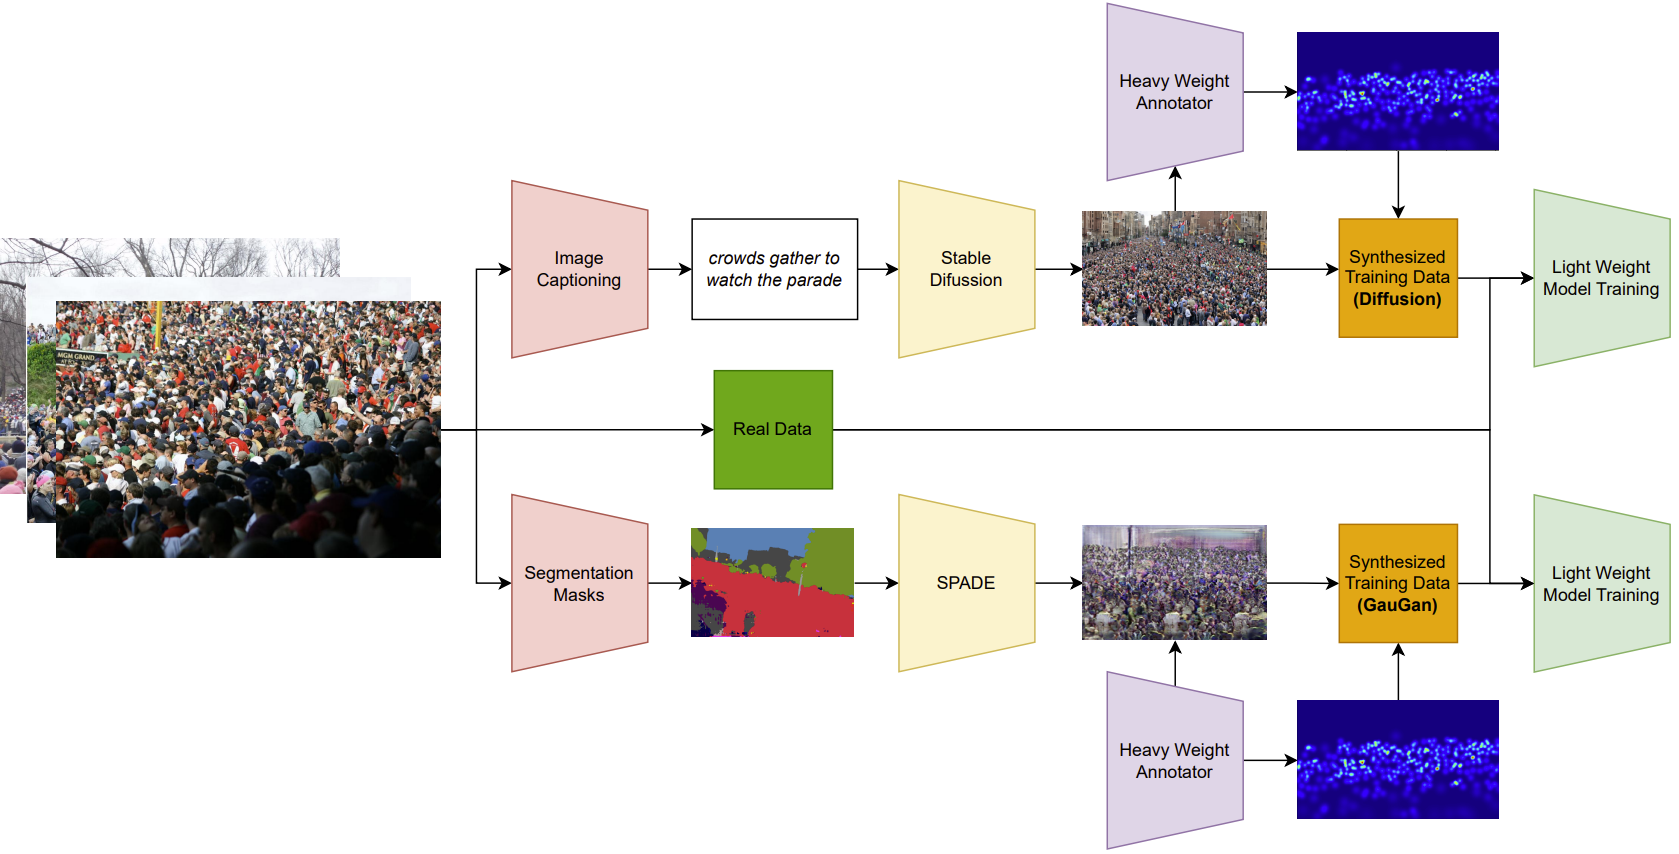 Heavy Weight
Annotator
Image
Captioning
crowds gather to
watch the parade
Stable
Difussion
Synthesized
Training Data
(Diffusion)
Light Weight
Model Training
MGM GRAND
Real Data
Segmentation
Masks
SPADE
Synthesized
Training Data
(GauGan)
Light Weight
Model Training
Heavy Weight
Annotator